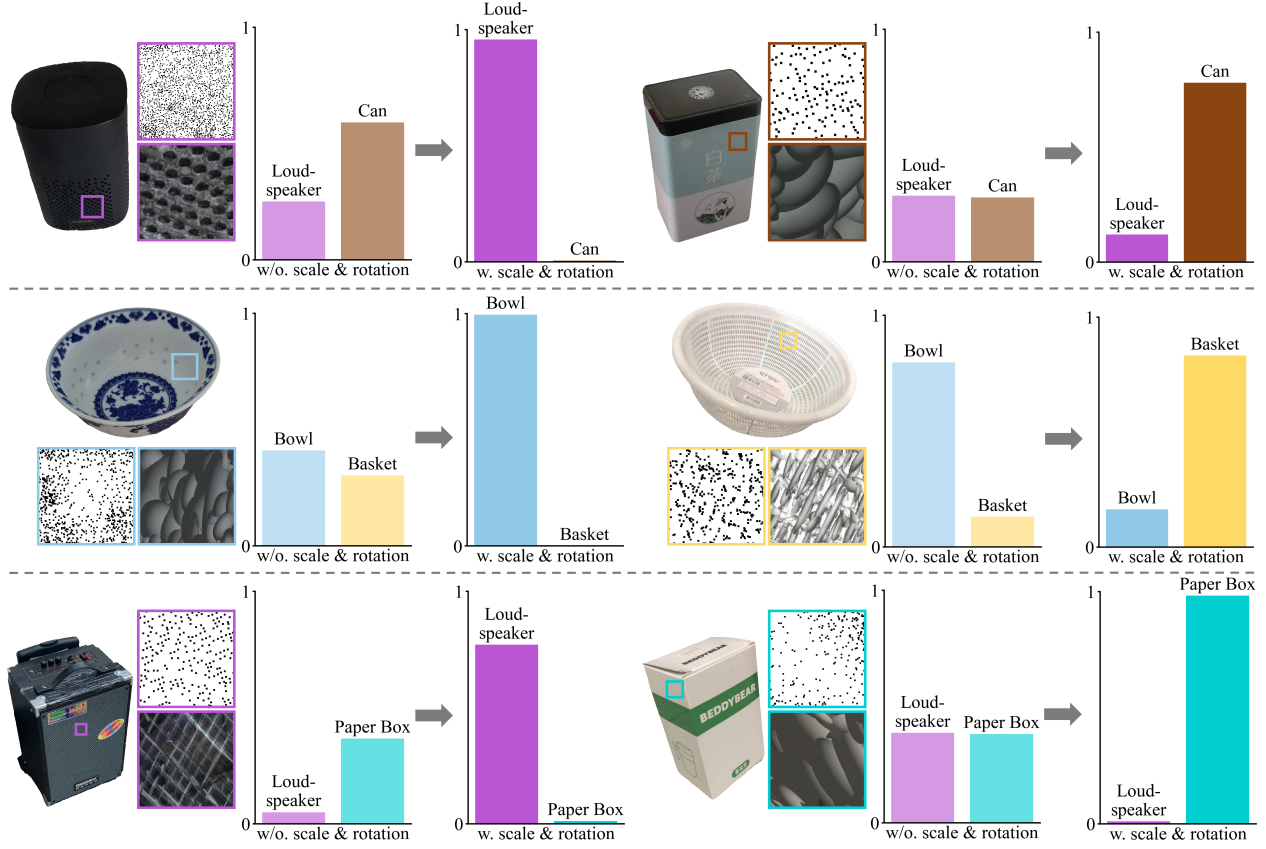 1
Loud-
speaker
Can
0
w/o. scale & rotation
1
Loud-
speaker
Can
0
w. scale & rotation
白
茶
1
Loud-
speaker
Can
0
w/o. scale & rotation
1
Loud-
speaker
Can
0
w. scale & rotation
1
Bowl
Basket
0
w/o. scale & rotation
1
Bowl
Basket
0
w. scale & rotation
1
Bowl
Basket
0
w/o. scale & rotation
1
Bowl
Basket
0
w. scale & rotation
1
Loud-
speaker
Paper Box
0
w/o. scale & rotation
1
Loud-
speaker
Paper Box
0
w. scale & rotation
BEDDYBEAR
BEDDYBEAR
1
Loud-
speaker
Paper Box
0
w/o. scale & rotation
1
Loud-
speaker
Paper Box
0
w. scale & rotation